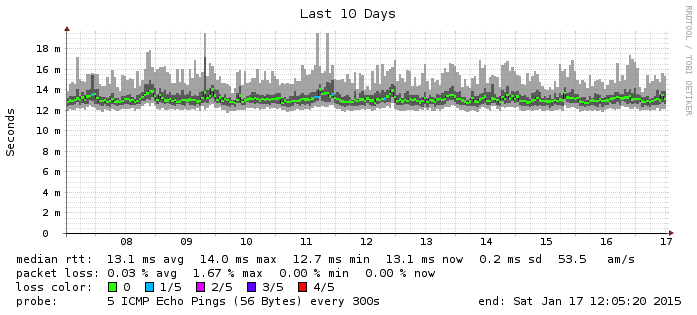 Last 10 Days
RRDTOOL / TOBI OETIKER
Seconds
18 m
16 m
14 m
12 m
10 m
8 m
6 m
4 m
2 m
0
08 09 10 11 12 13 14 15 16 17
median rtt: 13.1 ms avg 14.0 ms max 12.7 ms min 13.1 ms now 0.2 ms sd 53.5 am/s
packet loss: 0.03 % avg 1.67 % max 0.00 % min 0.00 % now
loss color: 0 1/5 2/5 3/5 4/5
probe: 5 ICMP Echo Pings (56 Bytes) every 300s end: Sat Jan 17 12:05:20 2015